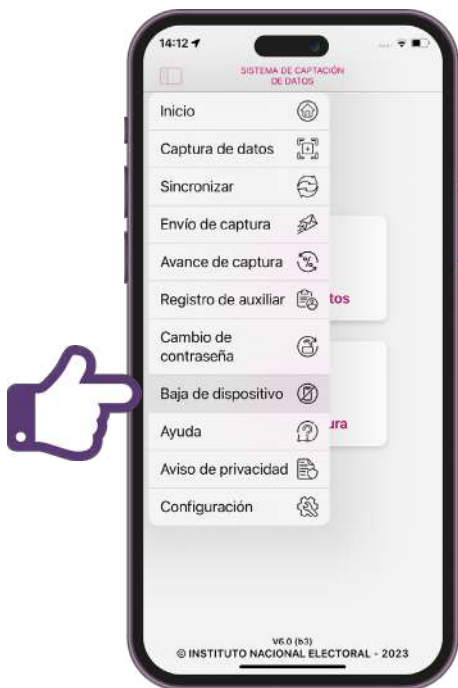 14:12
SISTEMA DE CAPTACIÓN
DE DATOS
Inicio
Captura de datos
Sincronizar
Envío de captura
Avance de captura
Registro de auxiliar
tos
Cambio de
contraseña
Baja de dispositivo
Ayuda
ura
Aviso de privacidad
Configuración
V6.0 (b3)
© INSTITUTO NACIONAL ELECTORAL - 2023